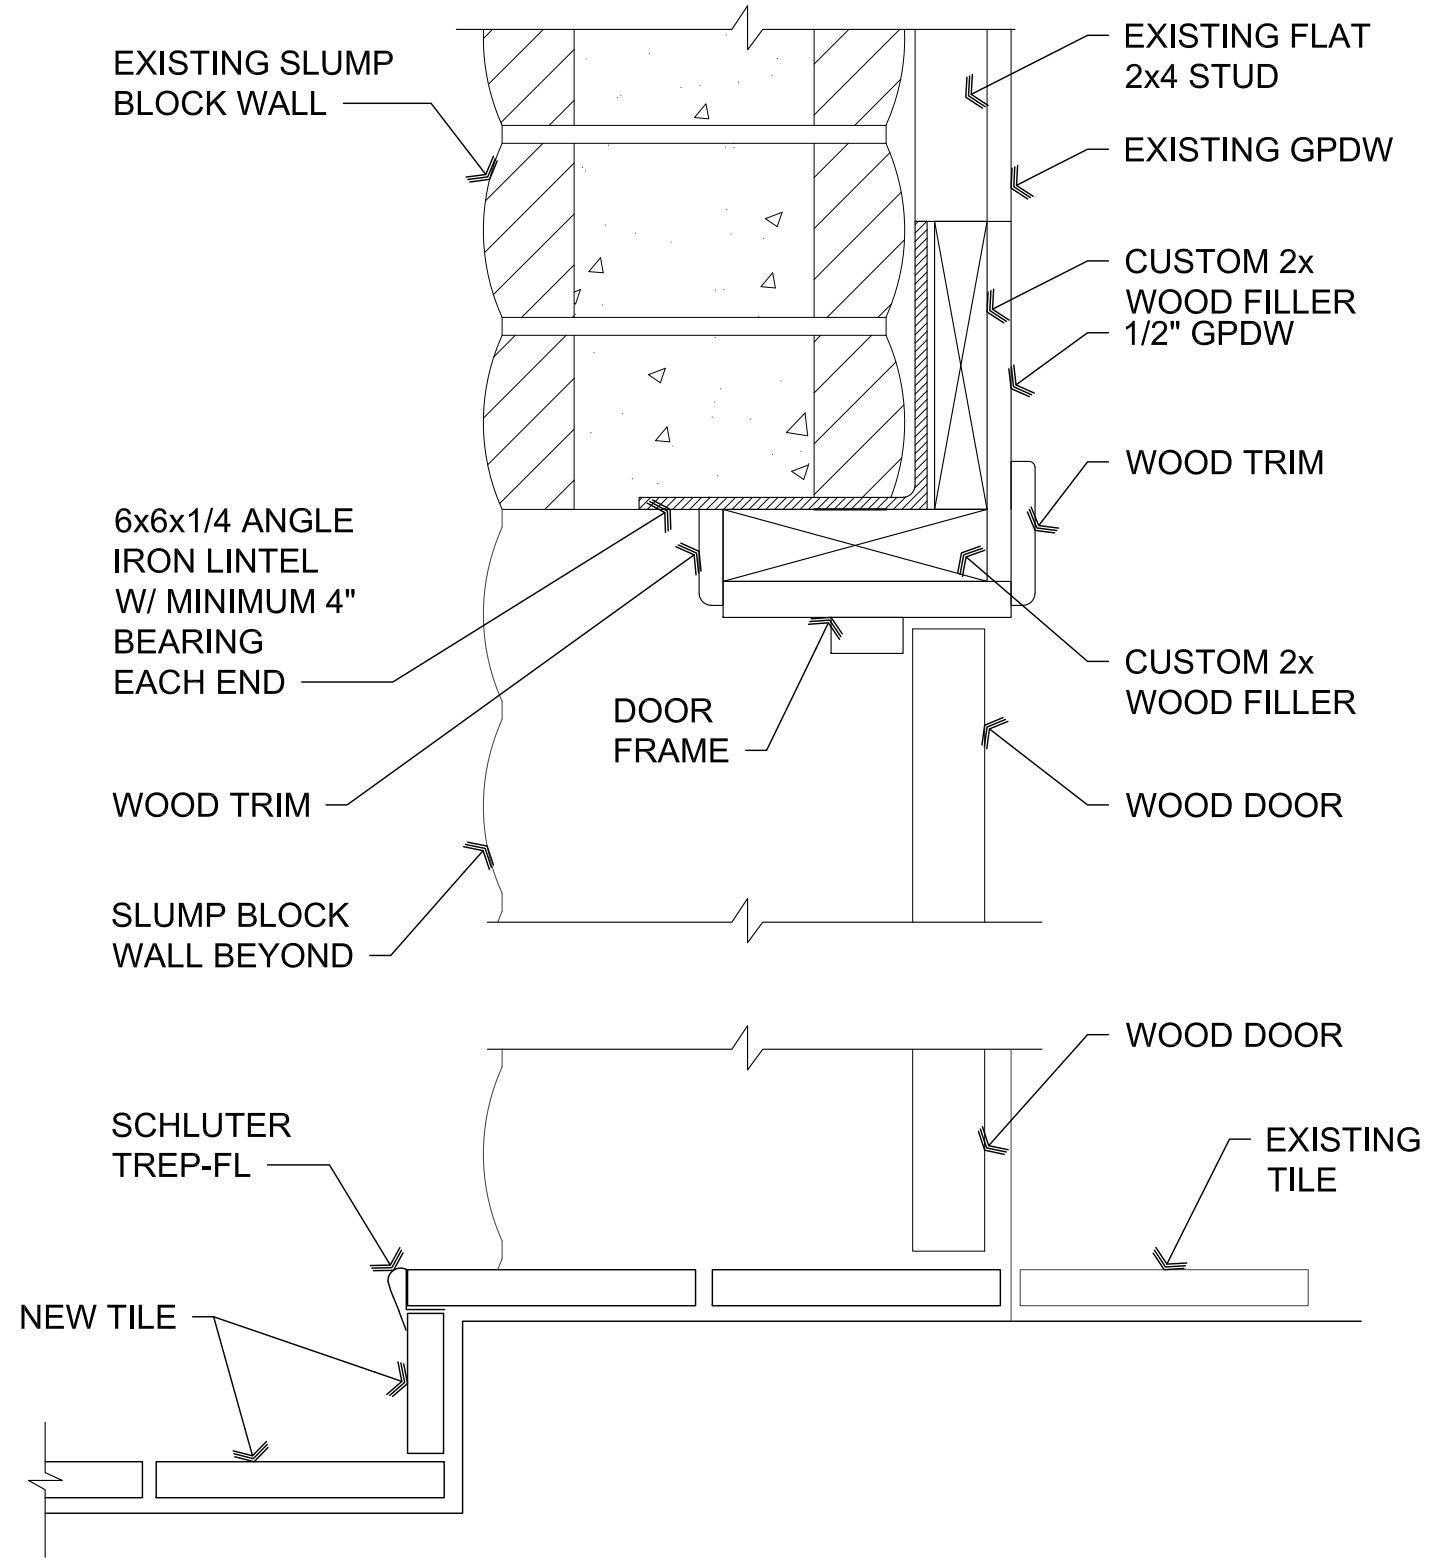 EXISTING SLUMP
BLOCK WALL
EXISTING FLAT
2x4 STUD
EXISTING GPDW
CUSTOM 2x
WOOD FILLER
1/2" GPDW
WOOD TRIM
6x6x1/4 ANGLE
IRON LINTEL
W/ MINIMUM 4"
BEARING
EACH END
CUSTOM 2x
WOOD FILLER
DOOR
FRAME
WOOD TRIM
WOOD DOOR
SLUMP BLOCK
WALL BEYOND
WOOD DOOR
SCHLUTER
TREP-FL
EXISTING
TILE
NEW TILE